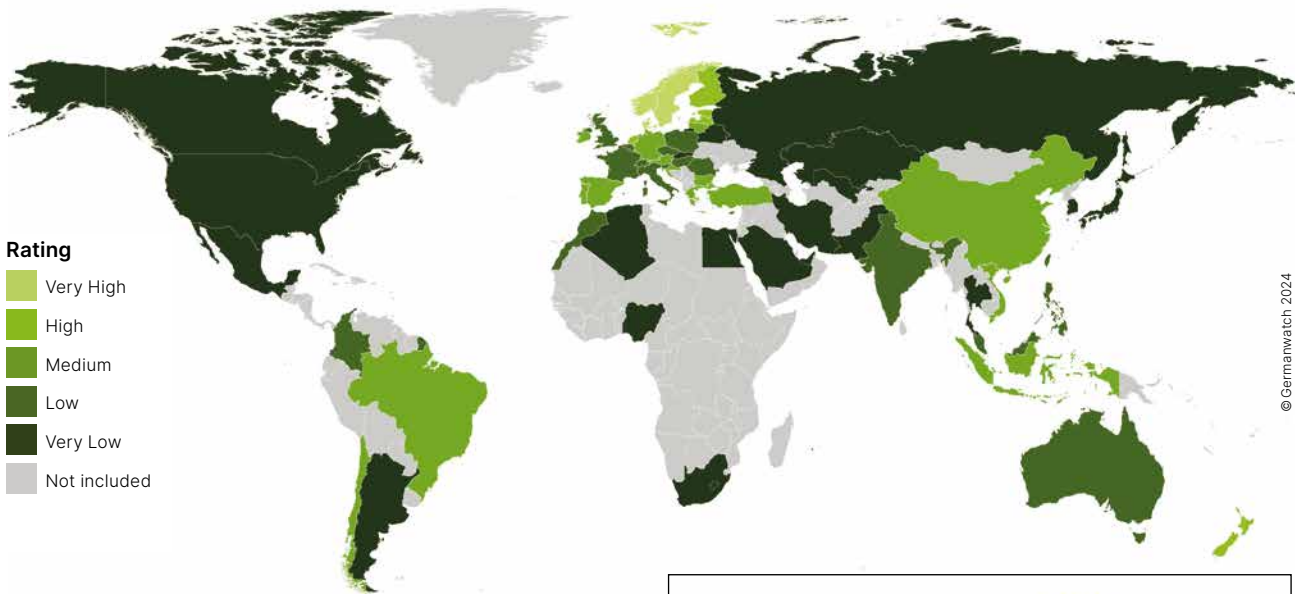 Rating
Very High
High
Medium
Low
Very Low
Not included
© Germanwatch 2024